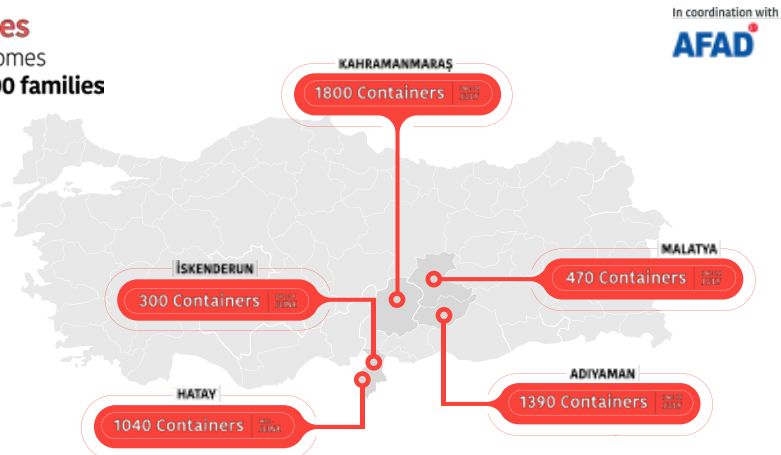 es
omes
00 families
In coordination with
AFAD
KAHRAMANMARAŞ
1800 Containers
MALATYA
470 Containers
İSKENDERUN
300 Containers
ADIYAMAN
1390 Containers
HATAY
1040 Containers